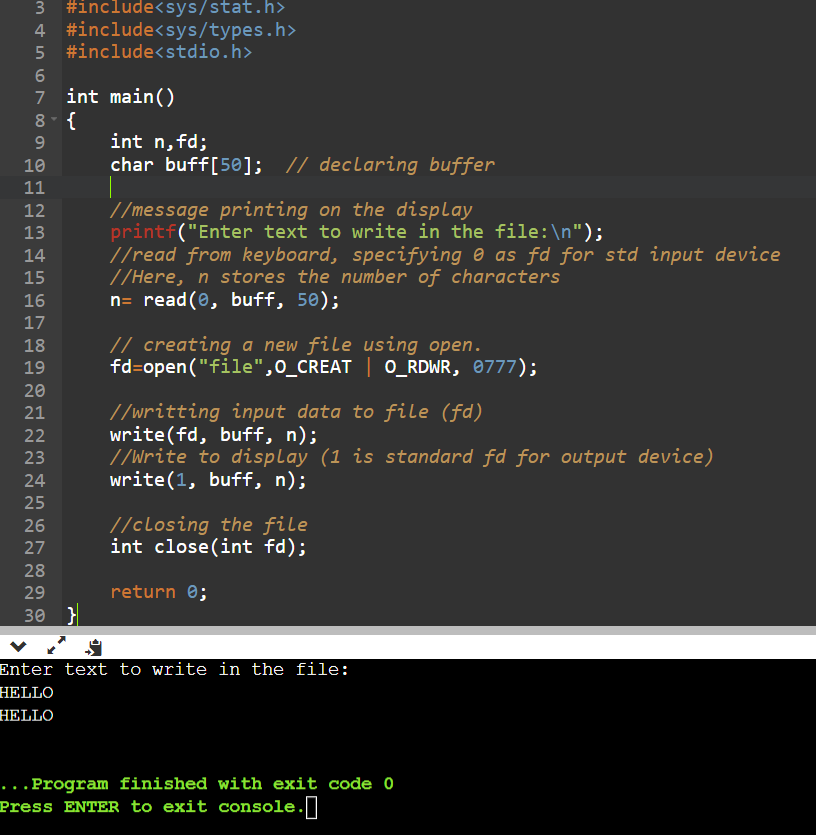 3 #include<sys/stat.h>
4 #include<sys/types.h>
5 #include<stdio.h>
6
7 int main()
8 {
9     int n,fd;
10     char buff[50];  // declaring buffer
11
12     //message printing on the display
13     printf("Enter text to write in the file:\n");
14     //read from keyboard, specifying 0 as fd for std input device
15     //Here, n stores the number of characters
16     n= read(0, buff, 50);
17
18     // creating a new file using open.
19     fd=open("file",O_CREAT | O_RDWR, 0777);
20
21     //writting input data to file (fd)
22     write(fd, buff, n);
23     //Write to display (1 is standard fd for output device)
24     write(1, buff, n);
25
26     //closing the file
27     int close(int fd);
28
29     return 0;
30 }
Enter text to write in the file:
HELLO
HELLO
...Program finished with exit code 0
Press ENTER to exit console.